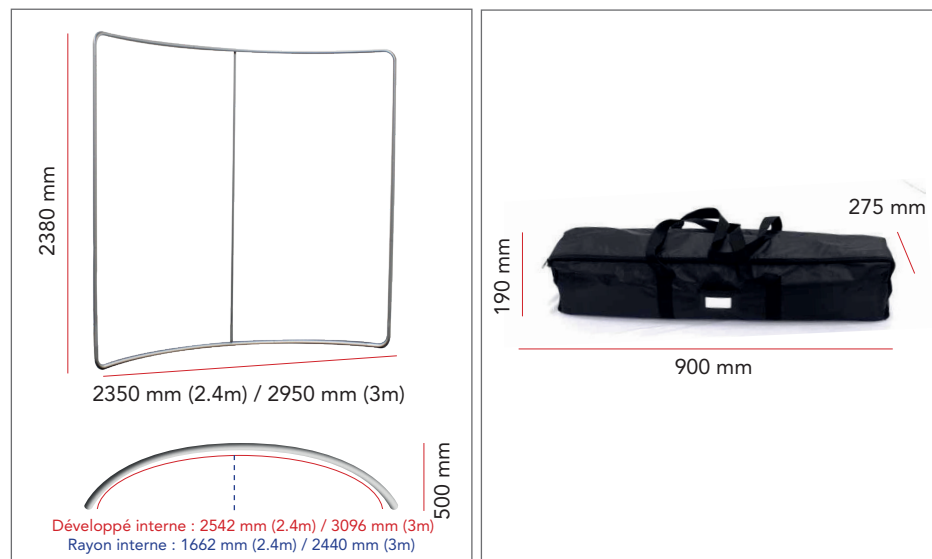 2380 mm
2350 mm (2.4m) / 2950 mm (3m)
500 mm
Développé interne : 2542 mm (2.4m) / 3096 mm (3m)
Rayon interne : 1662 mm (2.4m) / 2440 mm (3m)
275 mm
190 mm
900 mm